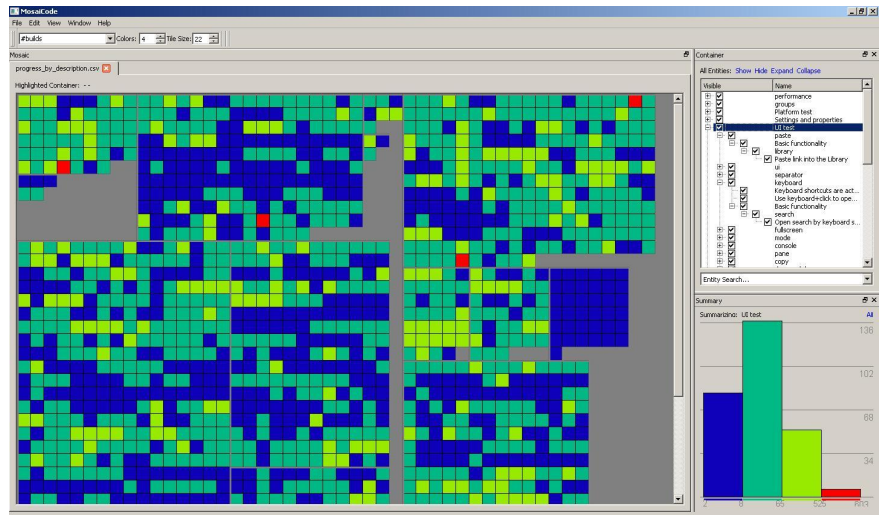 MosaiCode
File Edit View Window Help
#builds Colors: 4 Tile Size: 22
Mosaic
progress_by_description.csv
Highlighted Container: --
Container
All Entities: Show Hide Expand Collapse
Visible Name
performance
groups
Platform test
Settings and properties
UI test
paste
Basic functionality
library
Paste link into the Library
ui
separator
keyboard
Keyboard shortcuts are act...
Use keyboard+click to ope...
Basic functionality
search
Open search by keyboard s...
fullscreen
mode
console
pane
copy
Entity Search...
Summary
Summarizing: UI test All
136
102
68
34
2 8 65 525